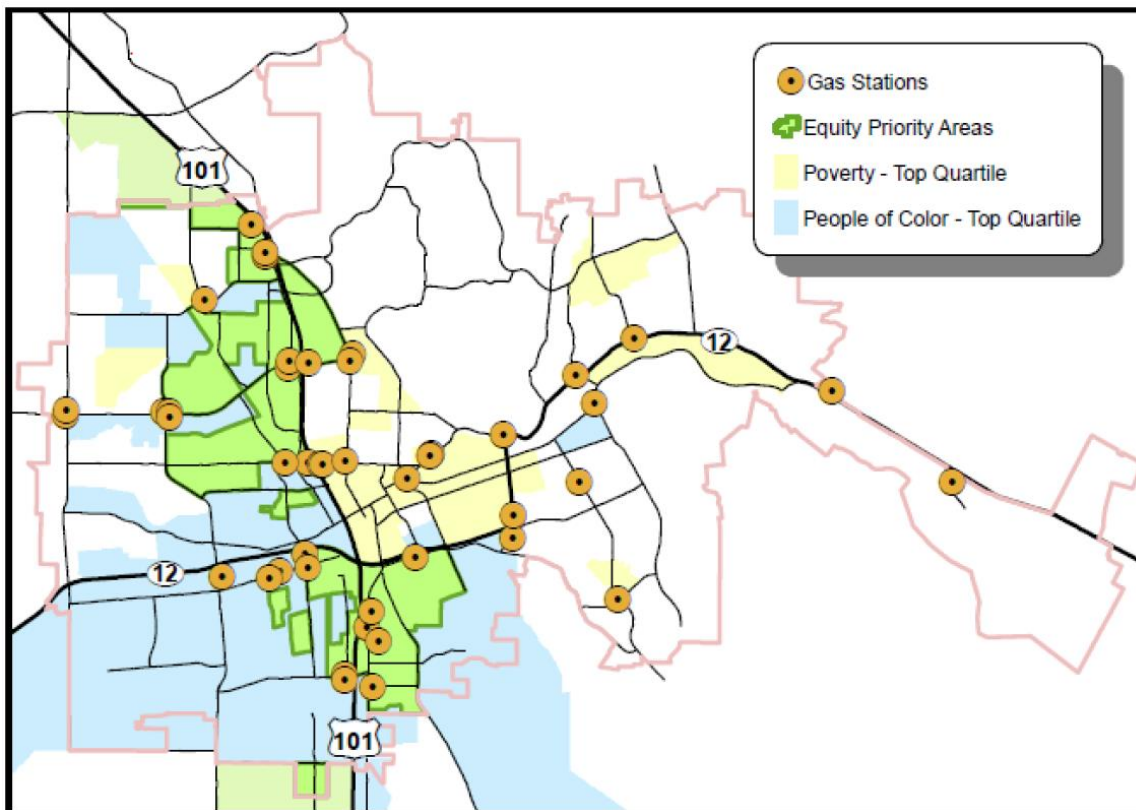 Gas Stations
Equity Priority Areas
Poverty - Top Quartile
People of Color - Top Quartile
101
12
12
101